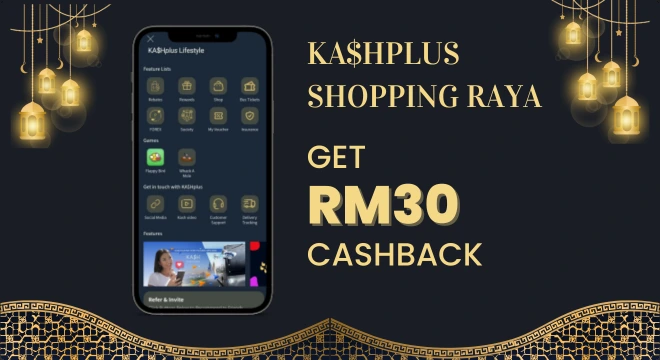 KA$HPLUS
SHOPPING RAYA
GET
RM30
CASHBACK
KA$Hplus Lifestyle
Feature Lists
Rebates
Rewards
Shop
Bus Tickets
Society
My Voucher
Insurance
Games
Flappy Bird
Whack A
Mole
Get in touch with KA$Hplus
Social Media
Customer
Support
Delivery
Tracking
Features
Refer & Invite